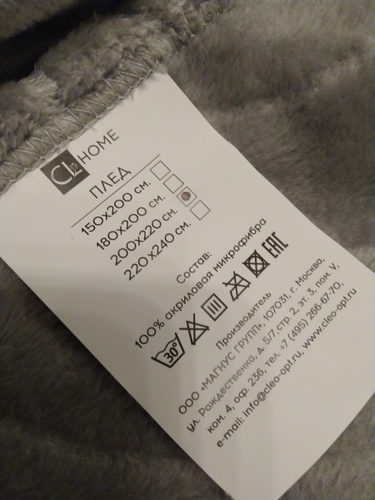 CL HOME
ПЛЕД
150x200 см.
180x200 см.
200x220 см.
220x240 см.
Состав:
100% акриловая микрофибра
30°
EAC
Производитель
ООО «МАГНУС ГРУПП», 107031, г. Москва,
ул. Рождественка, д. 5/7,стр. 2, эт. 3, пом. V,
ком. 4, оф. 236, тел. +7 (495) 266-67-70,
e-mail: info@cleo-opt.ru, www.cleo-opt.ru